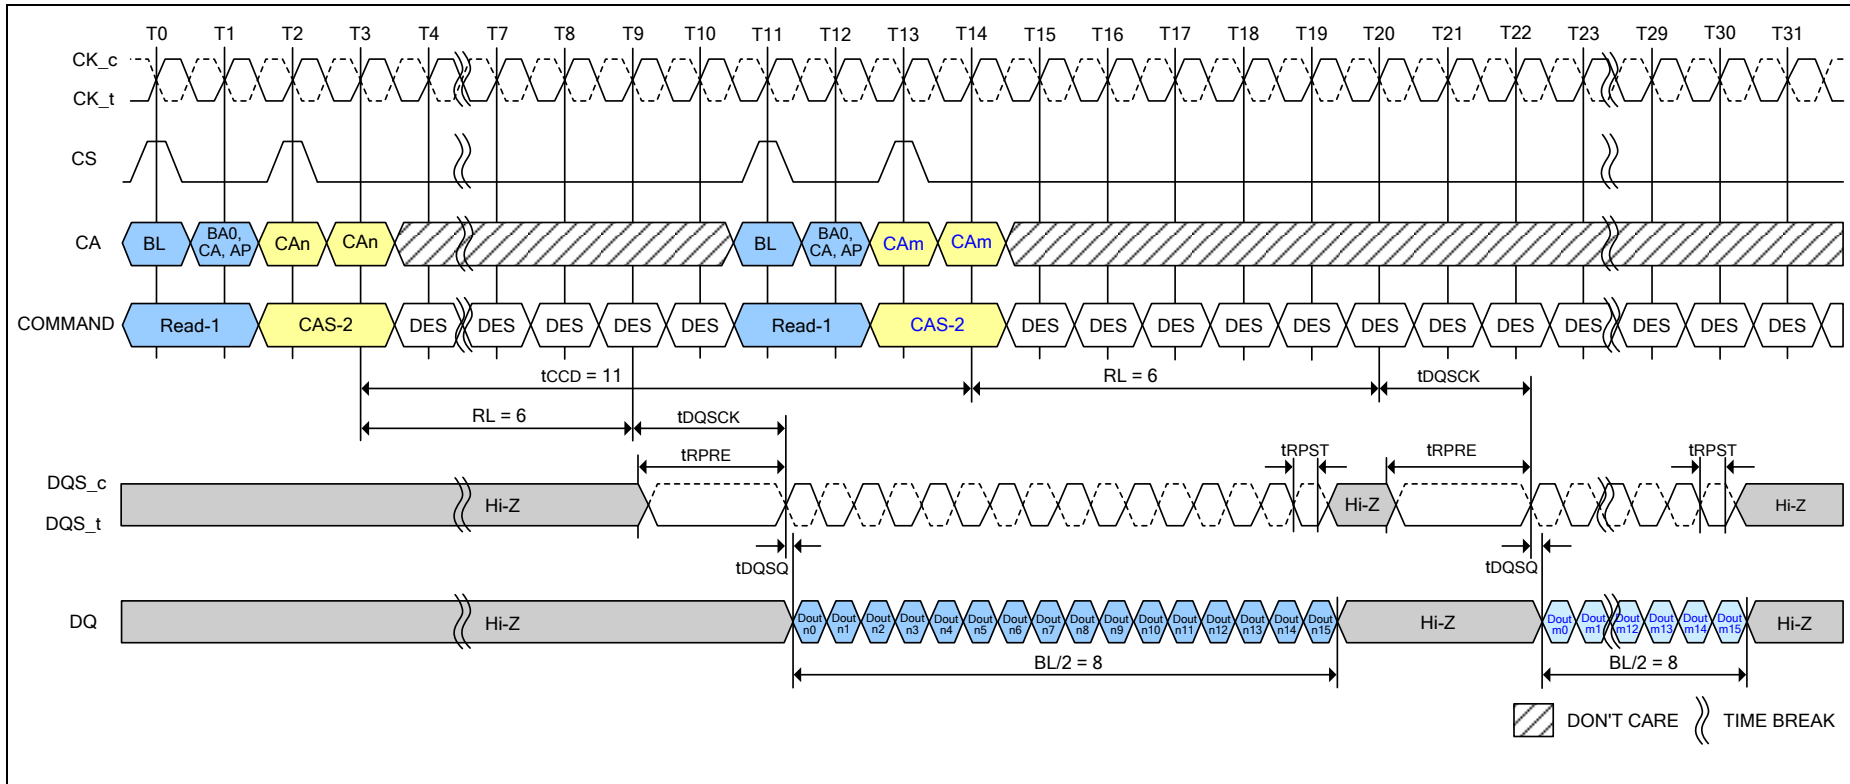 T0 T1 T2 T3 T4 T7 T8 T9 T10 T11 T12 T13 T14 T15 T16 T17 T18 T19 T20 T21 T22 T23 T29 T30 T31
CK_c
CK_t
CS
CA BL BA0, CA, AP CAn CAn BL BA0, CA, AP CAm CAm
COMMAND Read-1 CAS-2 DES DES DES DES DES Read-1 CAS-2 DES DES DES DES DES DES DES DES DES DES DES DES
tCCD = 11 RL = 6 tDQSCK
RL = 6 tDQSCK
tRPRE tRPST tRPRE tRPST
DQS_c
Hi-Z Hi-Z Hi-Z
DQS_t
tDQSQ tDQSQ
DQ Hi-Z Dout n0 Dout n1 Dout n2 Dout n3 Dout n4 Dout n5 Dout n6 Dout n7 Dout n8 Dout n9 Dout n10 Dout n11 Dout n12 Dout n13 Dout n14 Dout n15 Hi-Z Dout m0 Dout m1 Dout m12 Dout m13 Dout m14 Dout m15 Hi-Z
BL/2 = 8 BL/2 = 8
DON'T CARE TIME BREAK